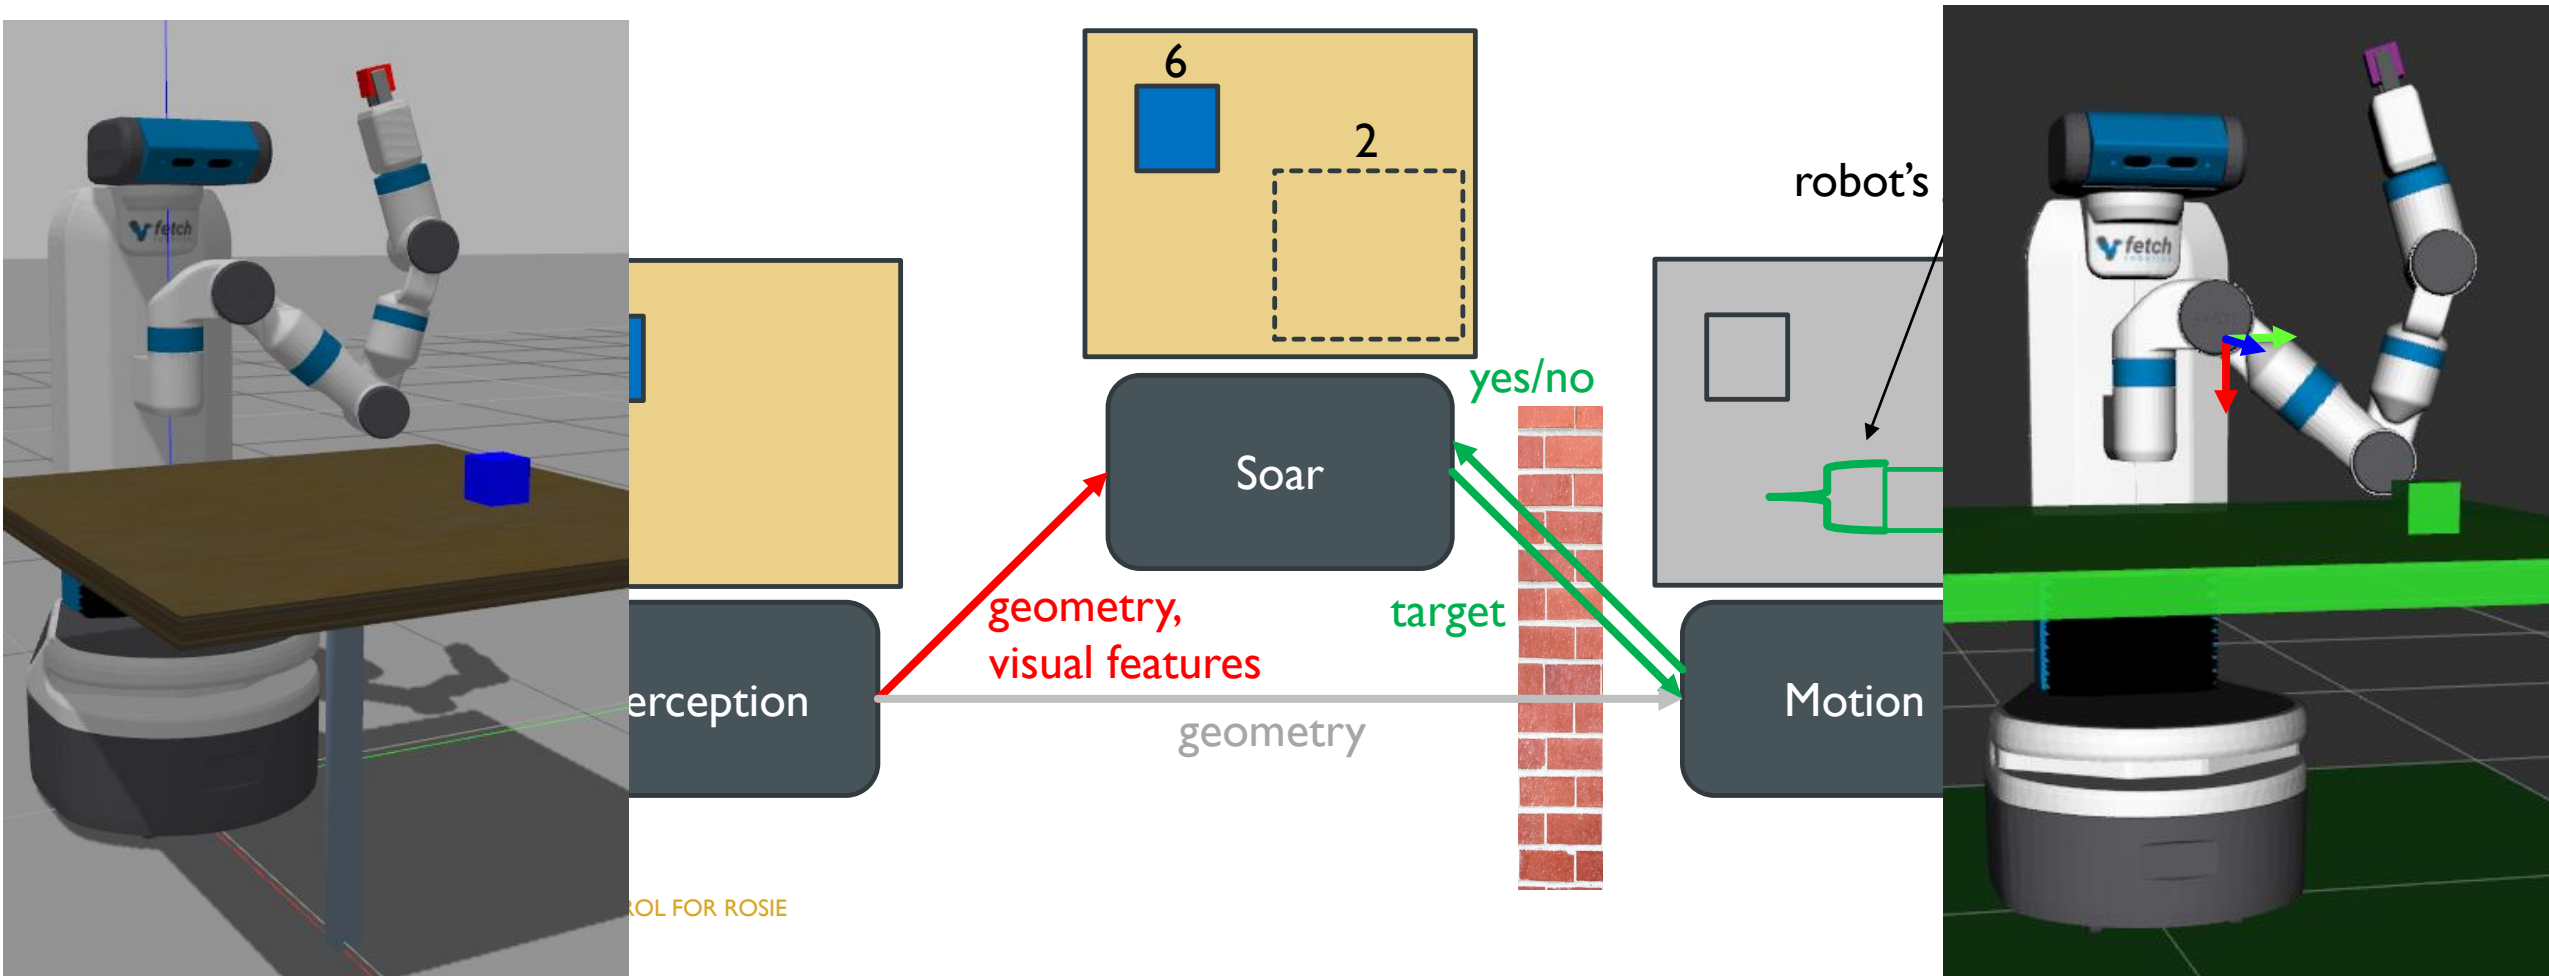 6
2
robot's
fetch
fetch
yes/no
Soar
geometry,
visual features
target
erception
geometry
Motion
ROL FOR ROSIE